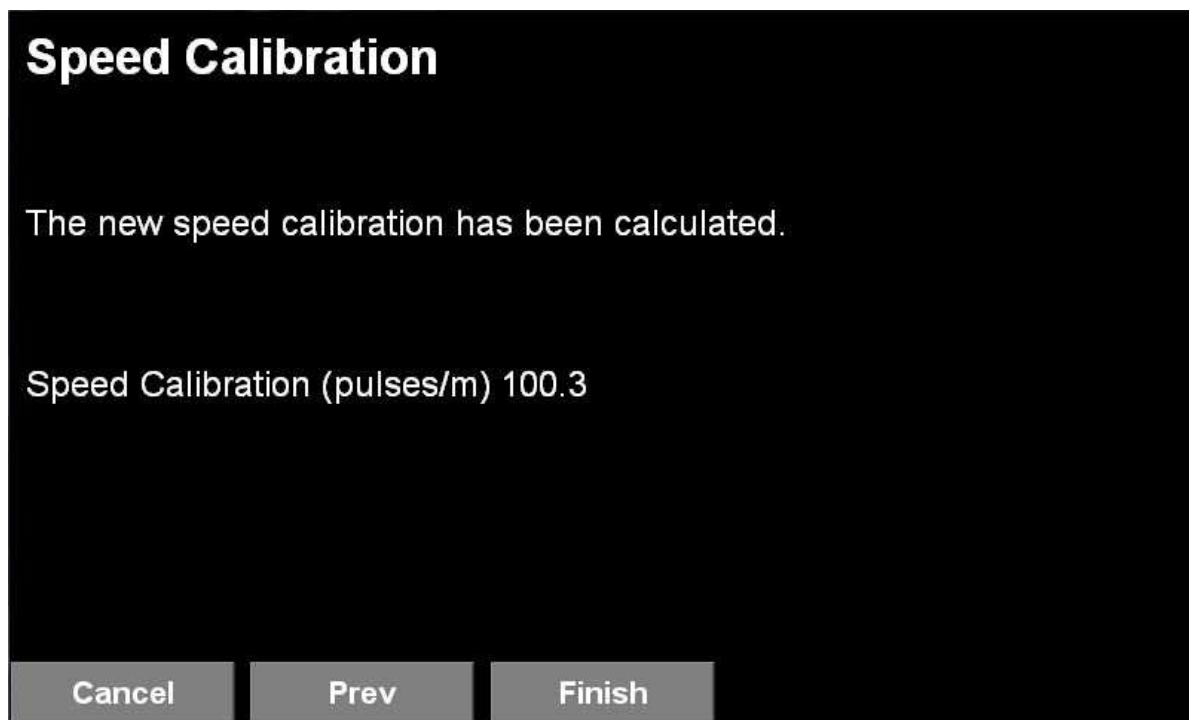 Speed Calibration
The new speed calibration has been calculated.
Speed Calibration (pulses/m) 100.3
Cancel Prev Finish